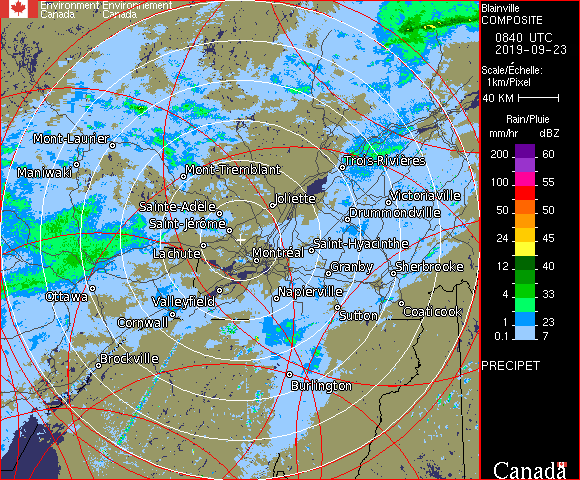 Environment Environnement
Canada Canada
Mont-Laurier
Maniwaki
Mont-Tremblant
Trois-Rivières
Joliette
Victoriaville
Sainte-Adèle
Drummondville
Saint-Jérôme
Lachute
Saint-Hyacinthe
Montréal
Granby
Sherbrooke
Ottawa
Valleyfield
Napierville
Cornwall
Sutton
Coaticook
Brockville
Burlington
Blainville
COMPOSITE
0840 UTC
2019-09-23
Scale/Échelle:
1km/Pixel
40 KM
Rain/Pluie
mm/hr dBZ
200 60
150 57
100 55
50 50
24 45
12 40
4 33
1 23
0.1 7
PRECIPET
Canada